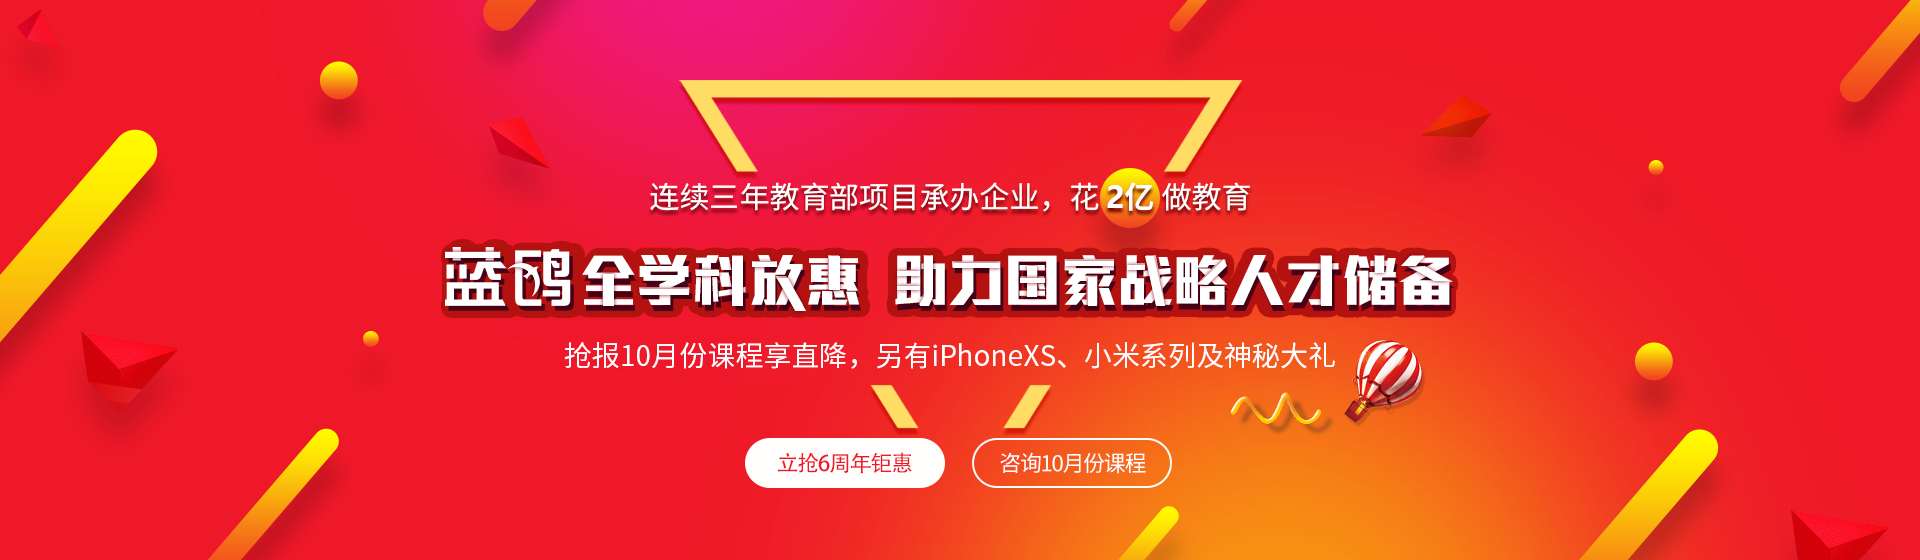 连续三年教育部项目承办企业，花2亿做教育
蓝鸥全学科放惠 助力国家战略人才储备
抢报10月份课程享直降，另有iPhoneXS、小米系列及神秘大礼
立抢6周年钜惠
咨询10月份课程